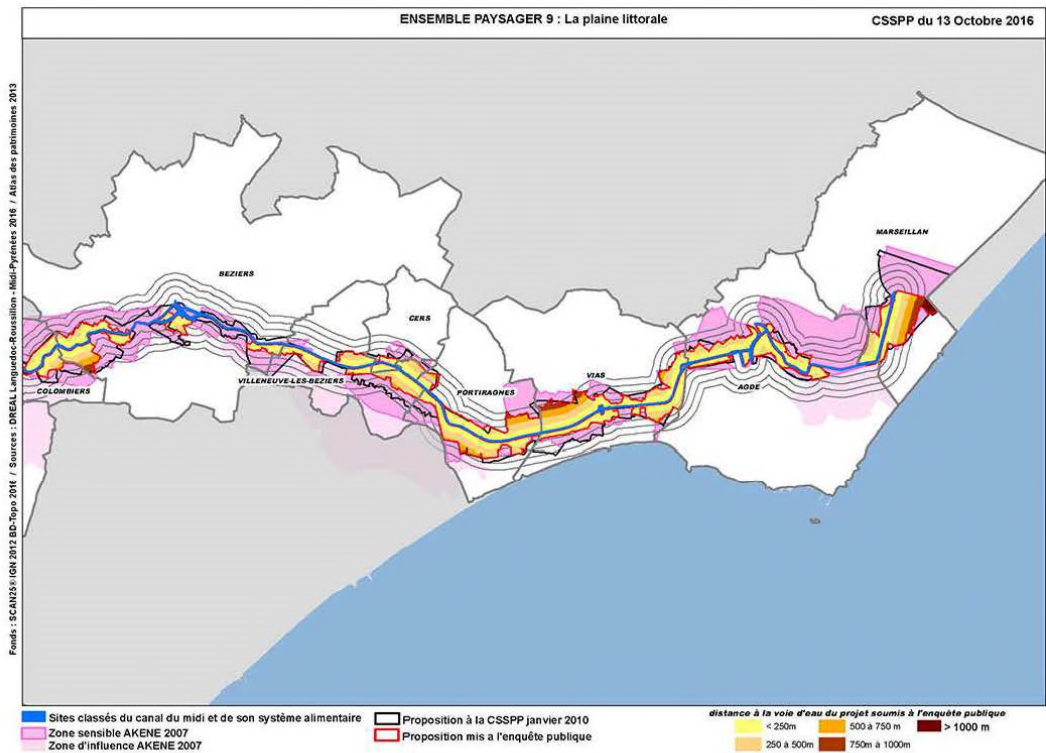 ENSEMBLE PAYSAGER 9 : La plaine littorale
CSSPP du 13 Octobre 2016
Fonds : SCAN25®IGN 2012 BD-Topo 2016 / Sources : DREAL Languedoc-Roussillon - Midi-Pyrénées 2016 / Atlas des patrimoines 2013
MARSEILLAN
BEZIERS
CERS
COLOMBIERS
VILLENEUVE-LES-BEZIERS
PORTIRAGNES
VIAS
AGDE
Sites classés du canal du midi et de son système alimentaire
Zone sensible AKENE 2007
Zone d'influence AKENE 2007
Proposition à la CSSPP janvier 2010
Proposition mis a l'enquête publique
distance à la voie d'eau du projet soumis à l'enquête publique
< 250m
500 à 750 m
> 1000 m
250 à 500m
750m à 1000m